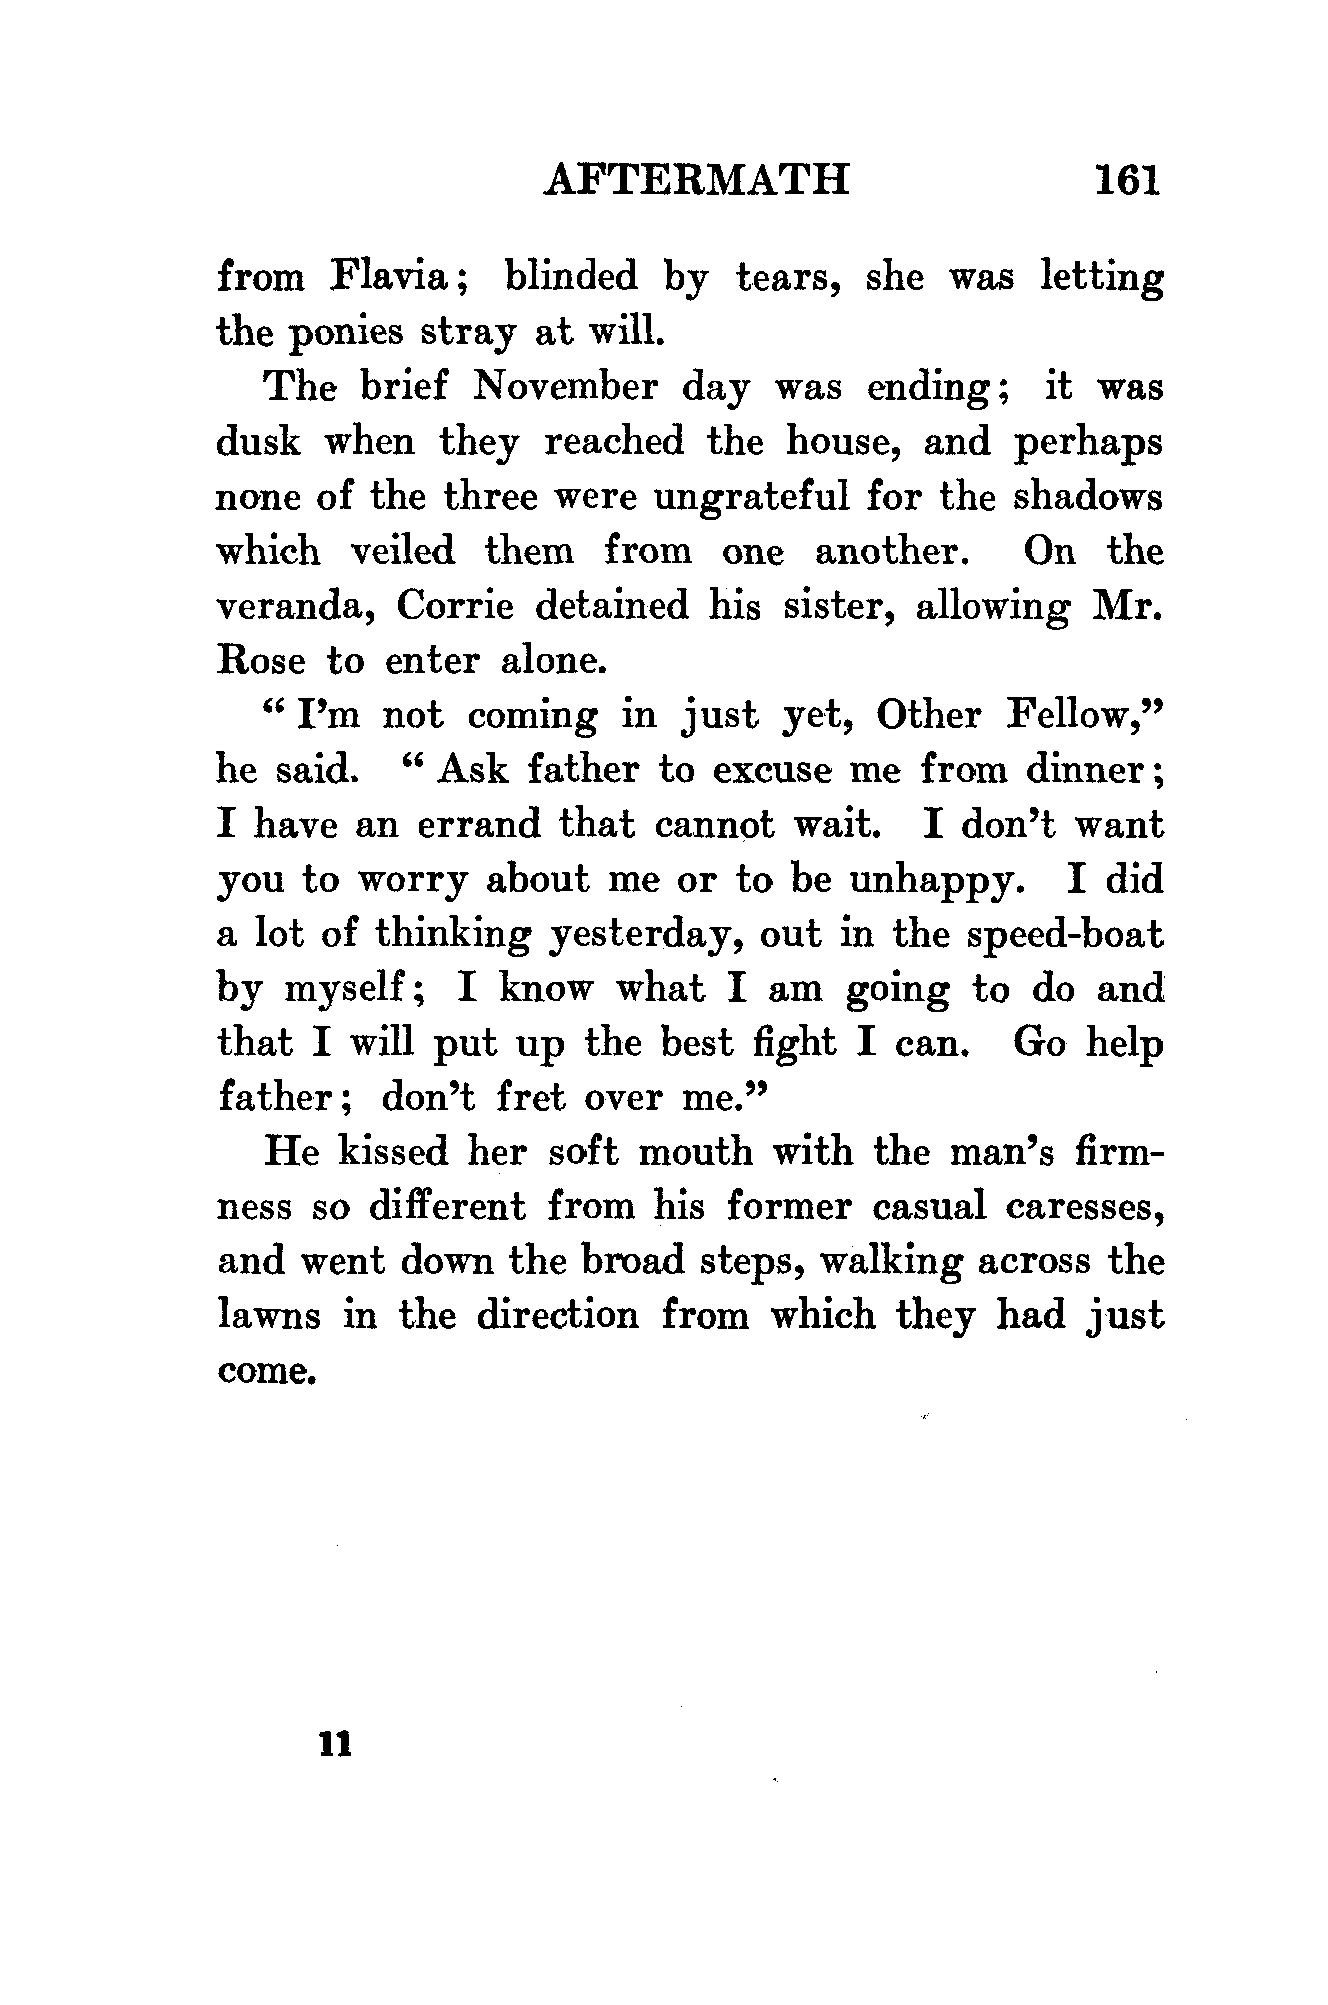 AFTERMATH 161
from Flavia; blinded by tears, she was letting
the ponies stray at will.
The brief November day was ending; it was
dusk when they reached the house, and perhaps
none of the three were ungrateful for the shadows
which veiled them from one another. On the
veranda, Corrie detained his sister, allowing Mr.
Rose to enter alone.
“ I’m not coming in just yet, Other Fellow,”
he said. “ Ask father to excuse me from dinner;
I have an errand that cannot wait. I don’t want
you to worry about me or to be unhappy. I did
a lot of thinking yesterday, out in the speed-boat
by myself; I know what I am going to do and
that I will put up the best fight I can. Go help
father; don’t fret over me.”
He kissed her soft mouth with the man’s firm-
ness so different from his former casual caresses,
and went down the broad steps, walking across the
lawns in the direction from which they had just
come.
11